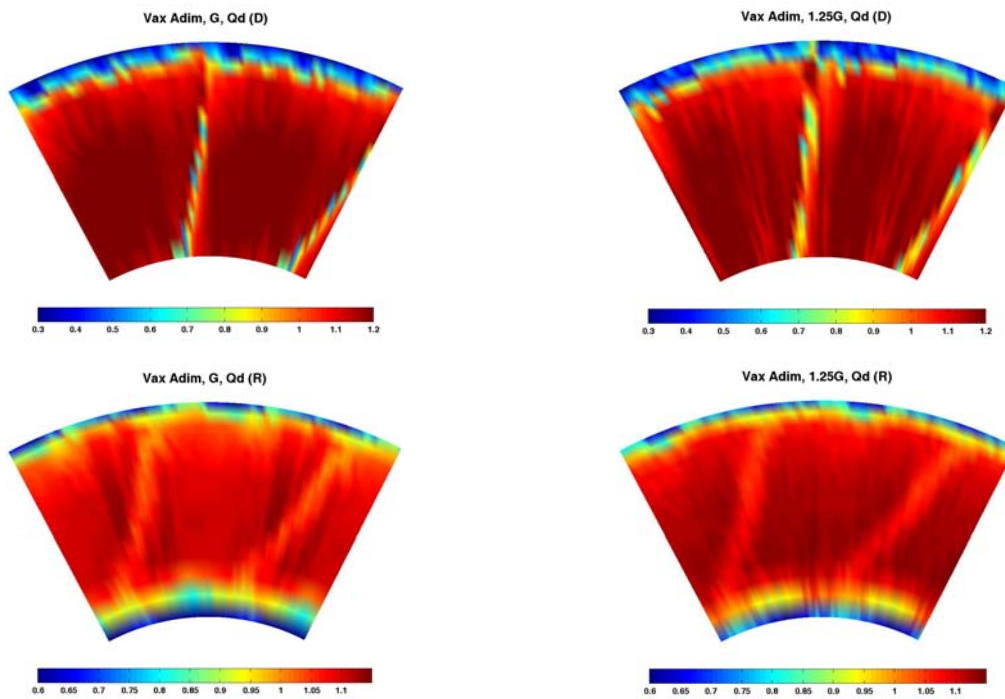 Vax Adim, G, Qd (D)
Vax Adim, 1.25G, Qd (D)
0.3 0.4 0.5 0.6 0.7 0.8 0.9 1 1.1 1.2
0.3 0.4 0.5 0.6 0.7 0.8 0.9 1 1.1 1.2
Vax Adim, G, Qd (R)
Vax Adim, 1.25G, Qd (R)
0.6 0.65 0.7 0.75 0.8 0.85 0.9 0.95 1 1.05 1.1
0.6 0.65 0.7 0.75 0.8 0.85 0.9 0.95 1 1.05 1.1